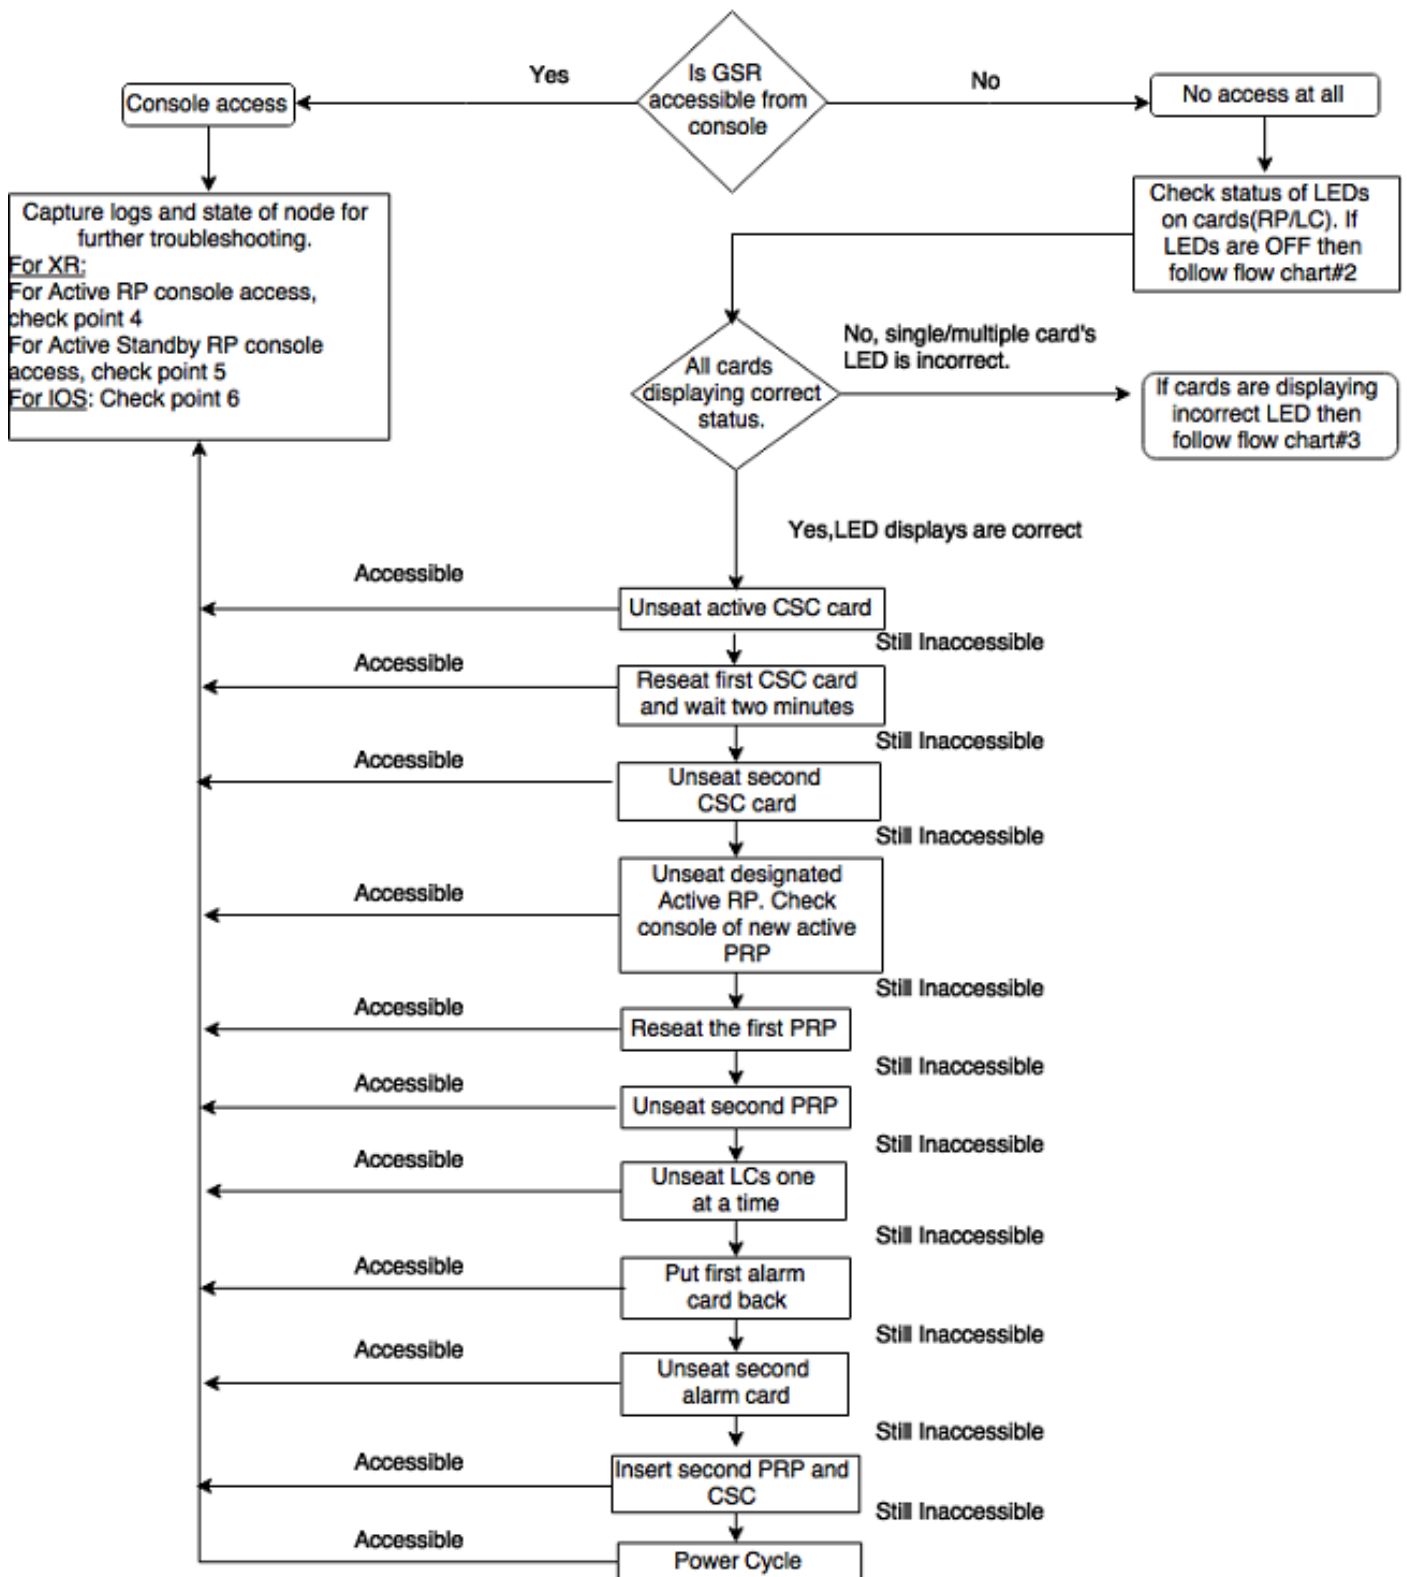 Is GSR
accessible from
console
Yes
No
Console access
No access at all
Capture logs and state of node for
further troubleshooting.
For XR:
For Active RP console access,
check point 4
For Active Standby RP console
access, check point 5
For IOS: Check point 6
Check status of LEDs
on cards(RP/LC). If
LEDs are OFF then
follow flow chart#2
All cards
displaying correct
status.
No, single/multiple card's
LED is incorrect.
If cards are displaying
incorrect LED then
follow flow chart#3
Yes,LED displays are correct
Accessible
Unseat active CSC card
Still Inaccessible
Accessible
Reseat first CSC card
and wait two minutes
Still Inaccessible
Accessible
Unseat second
CSC card
Still Inaccessible
Accessible
Unseat designated
Active RP. Check
console of new active
PRP
Still Inaccessible
Accessible
Reseat the first PRP
Still Inaccessible
Accessible
Unseat second PRP
Still Inaccessible
Accessible
Unseat LCs one
at a time
Still Inaccessible
Accessible
Put first alarm
card back
Still Inaccessible
Accessible
Unseat second
alarm card
Still Inaccessible
Accessible
Insert second PRP and
CSC
Still Inaccessible
Accessible
Power Cycle